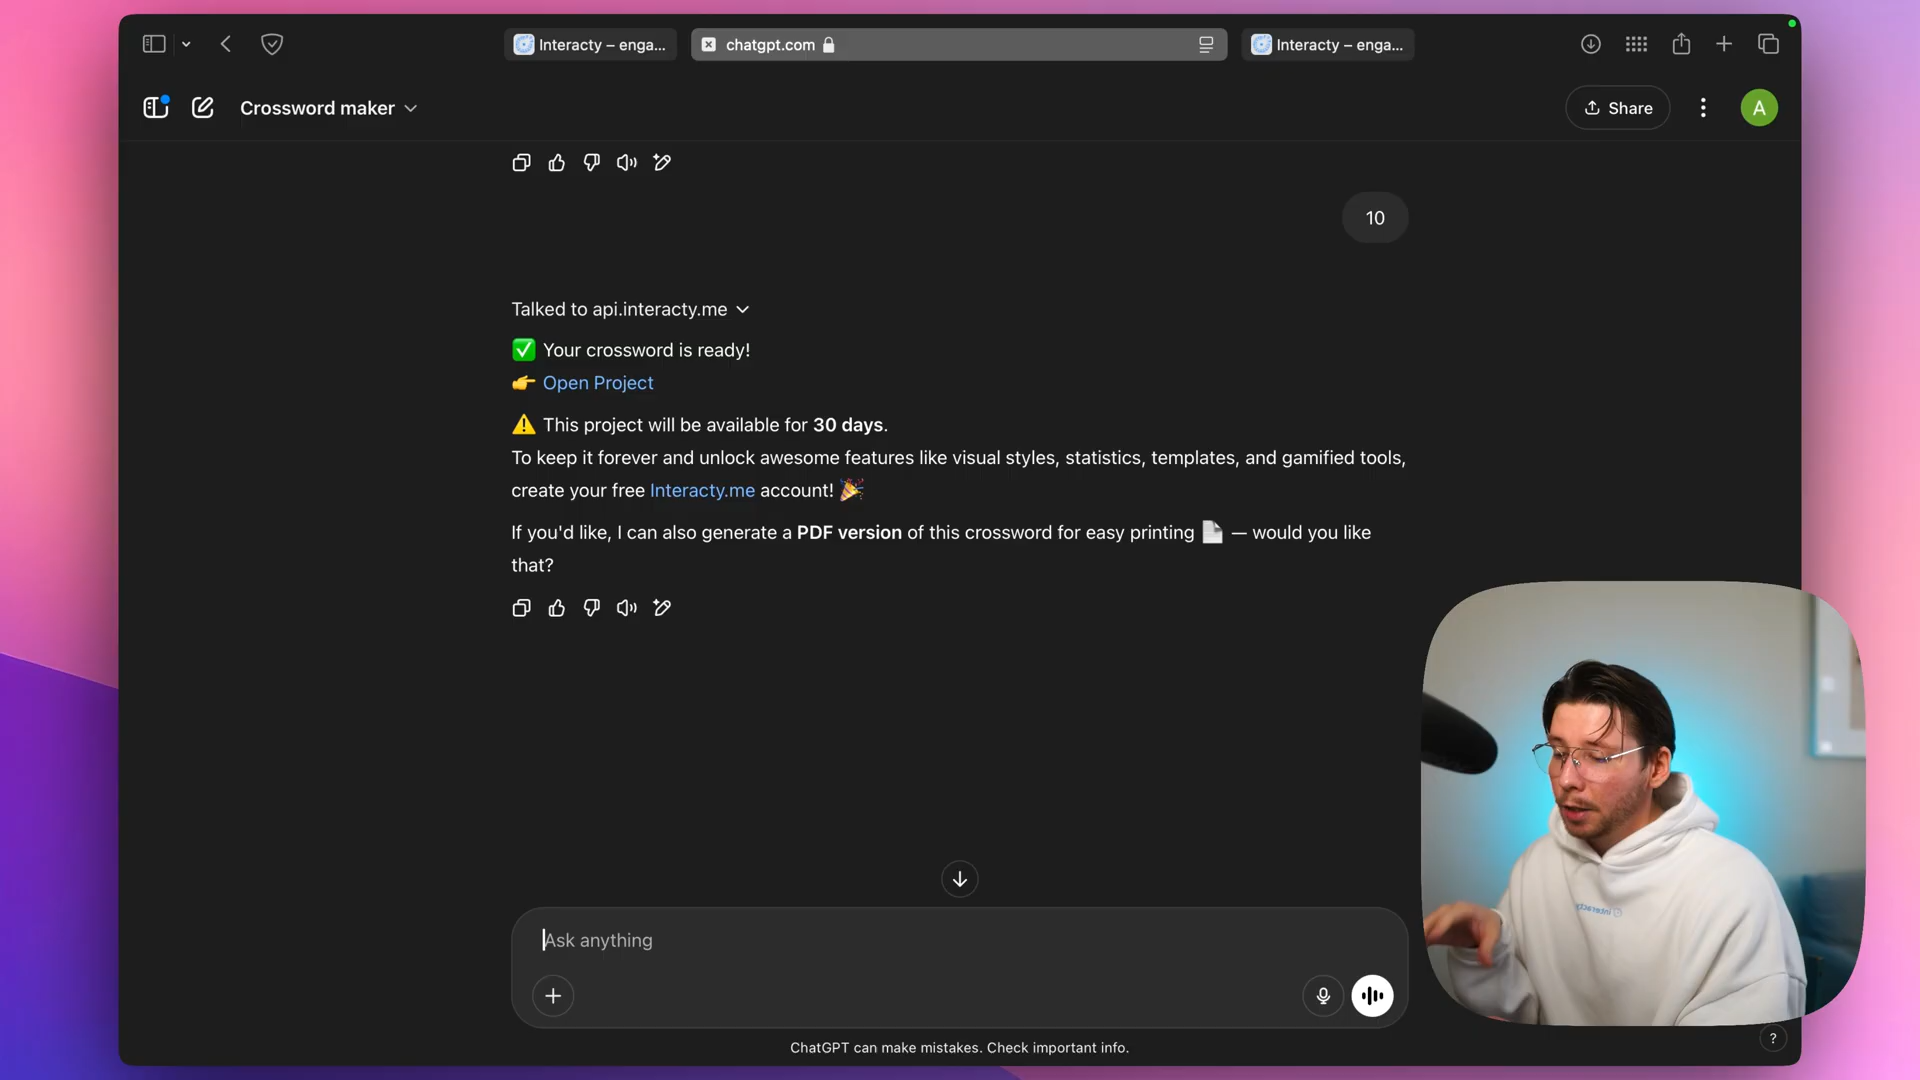 Interacty – enga...
chatgpt.com
Interacty – enga...
Crossword maker
Share
A
10
Talked to api.interacty.me
✅ Your crossword is ready!
👉 Open Project
⚠️ This project will be available for 30 days.
To keep it forever and unlock awesome features like visual styles, statistics, templates, and gamified tools,
create your free Interacty.me account! 🎉
If you'd like, I can also generate a PDF version of this crossword for easy printing 📄 — would you like
that?
Ask anything
ChatGPT can make mistakes. Check important info.
?